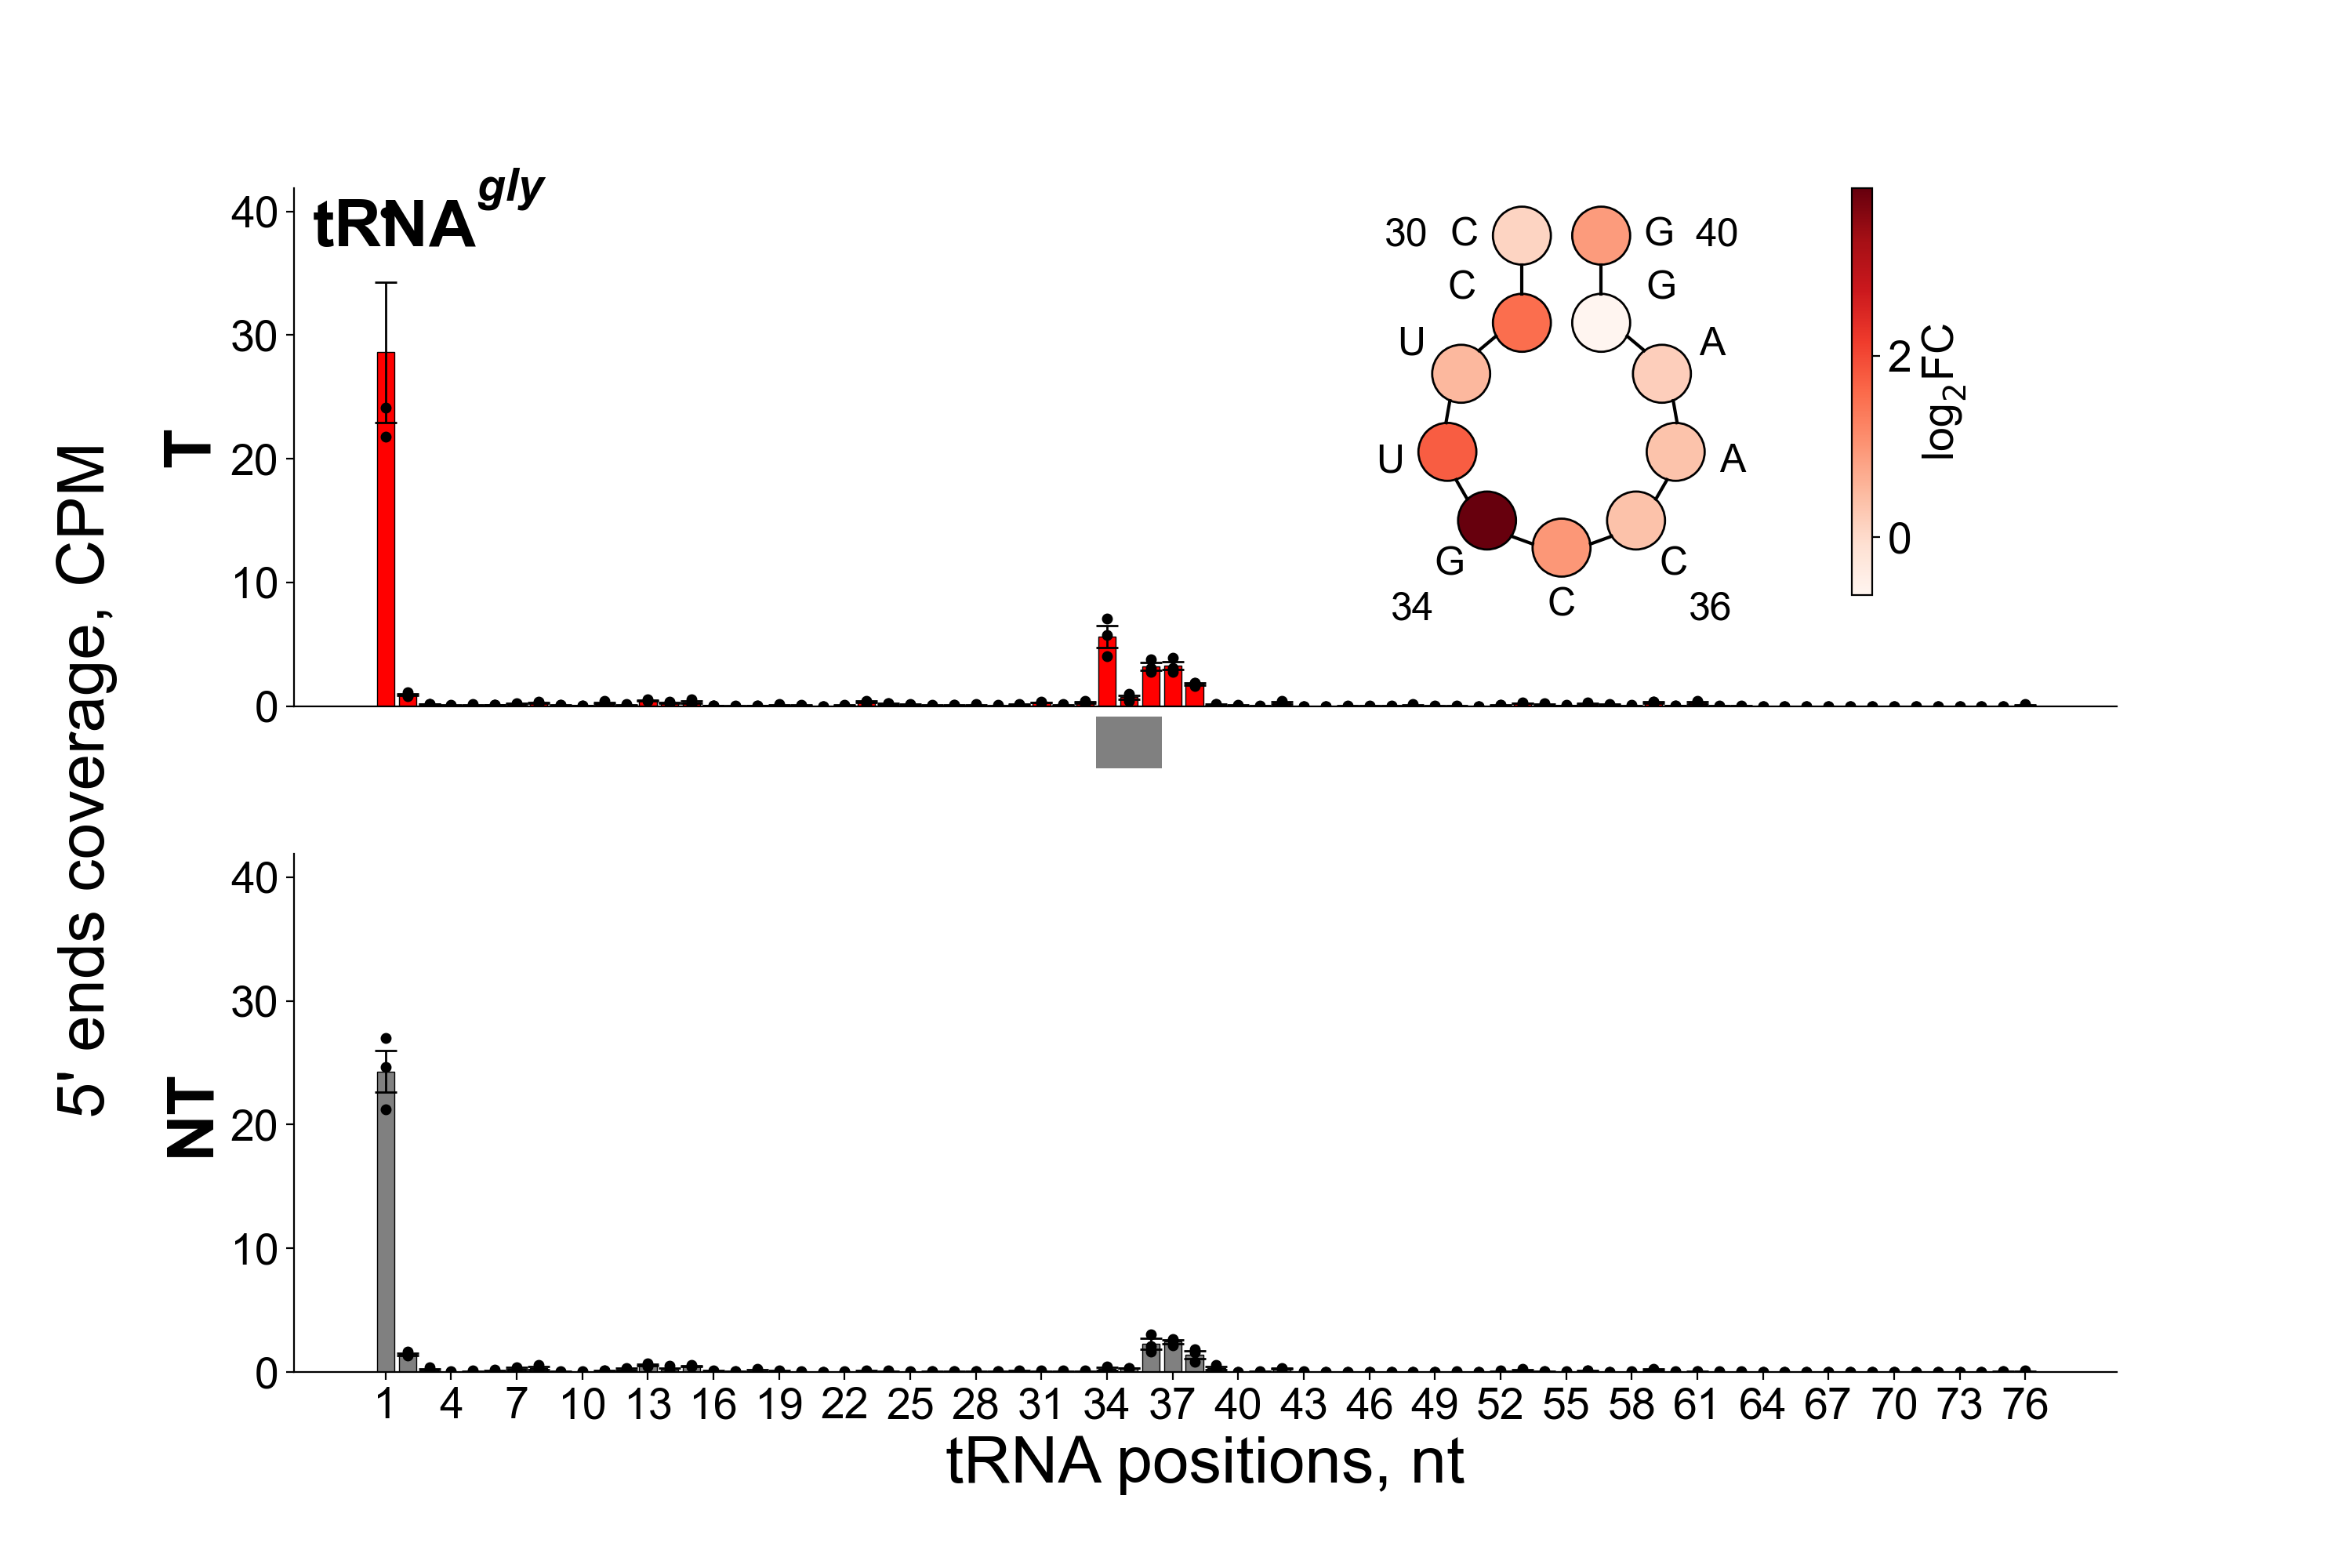 tRNA^gly
5' ends coverage, CPM
T
40
30
20
10
0
30 C G 40
C G
U A
U A
G C
34 C 36
2
0
log₂FC
NT
40
30
20
10
0
1 4 7 10 13 16 19 22 25 28 31 34 37 40 43 46 49 52 55 58 61 64 67 70 73 76
tRNA positions, nt